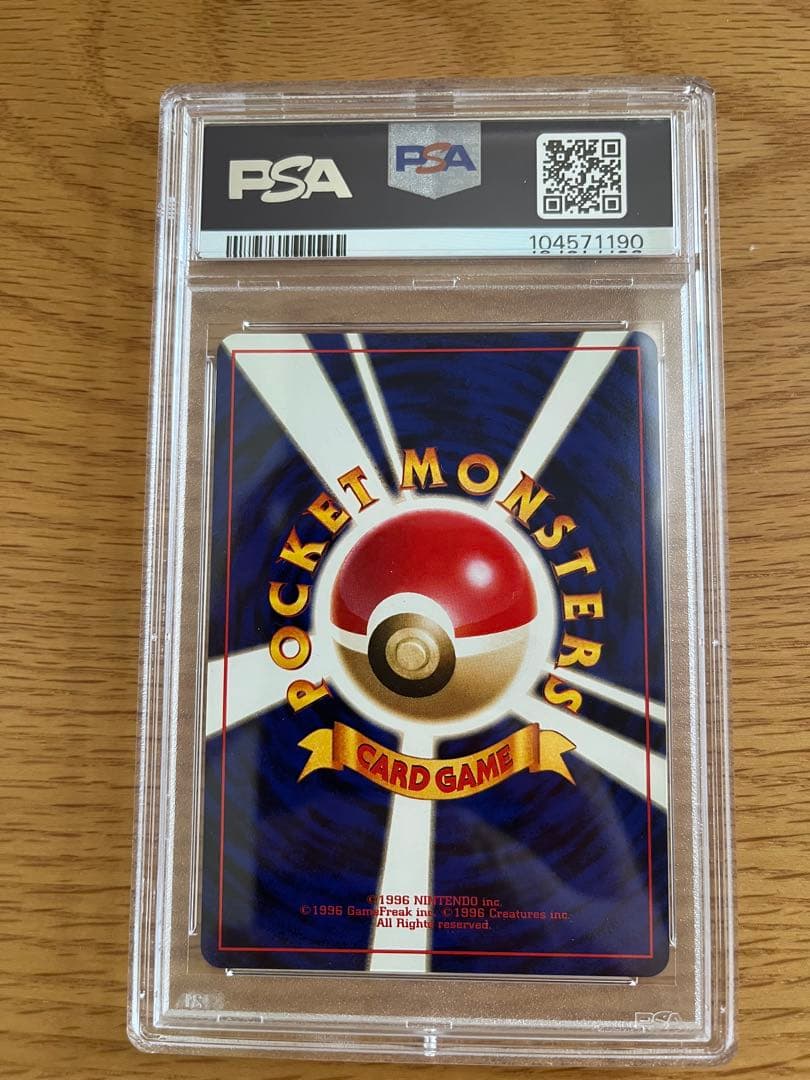 PSA
PSA
104571190
POCKET MONSTERS
CARD GAME
©1996 NINTENDO inc.
©1996 GameFreak inc. ©1996 Creatures inc.
All Rights reserved.
PSA